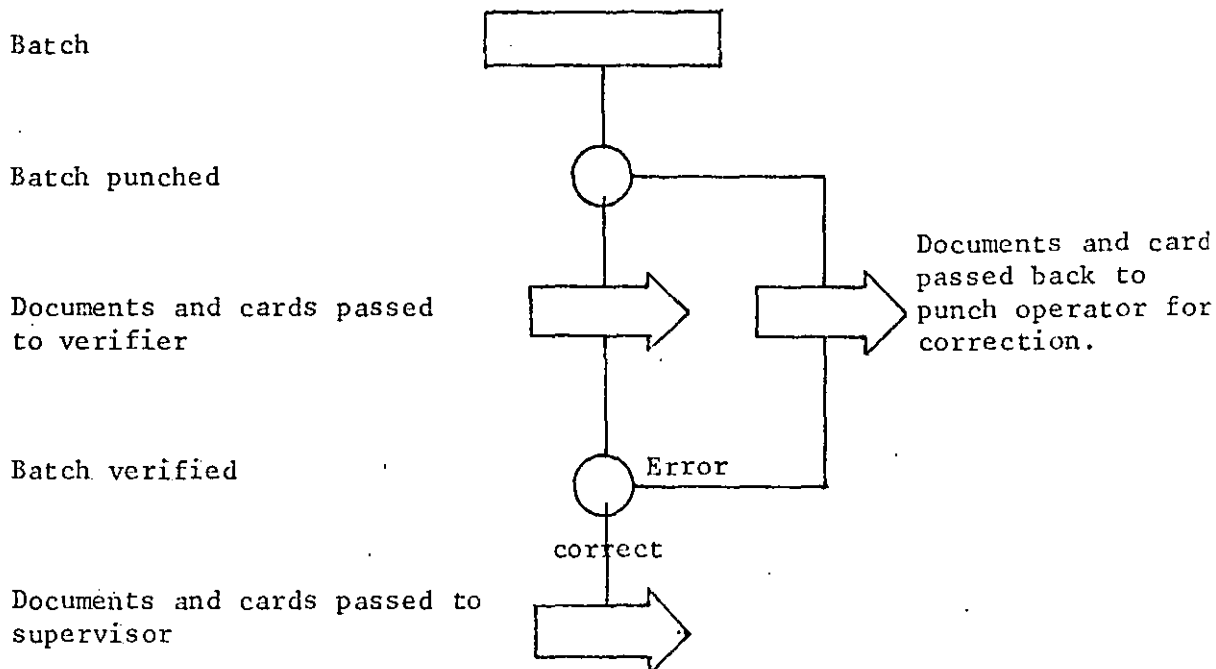 Batch
Batch punched
Documents and card
passed back to
punch operator for
correction.
Documents and cards passed
to verifier
Batch verified
Error
correct
Documents and cards passed to
supervisor